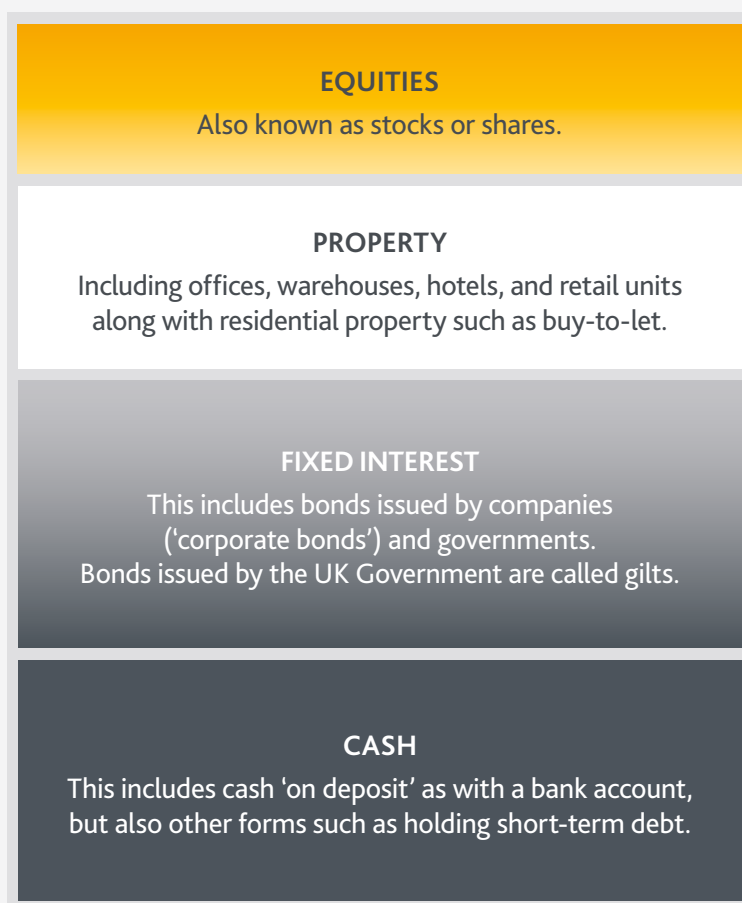 EQUITIES
Also known as stocks or shares.
PROPERTY
Including offices, warehouses, hotels, and retail units
along with residential property such as buy-to-let.
FIXED INTEREST
This includes bonds issued by companies
(‘corporate bonds’) and governments.
Bonds issued by the UK Government are called gilts.
CASH
This includes cash ‘on deposit’ as with a bank account,
but also other forms such as holding short-term debt.